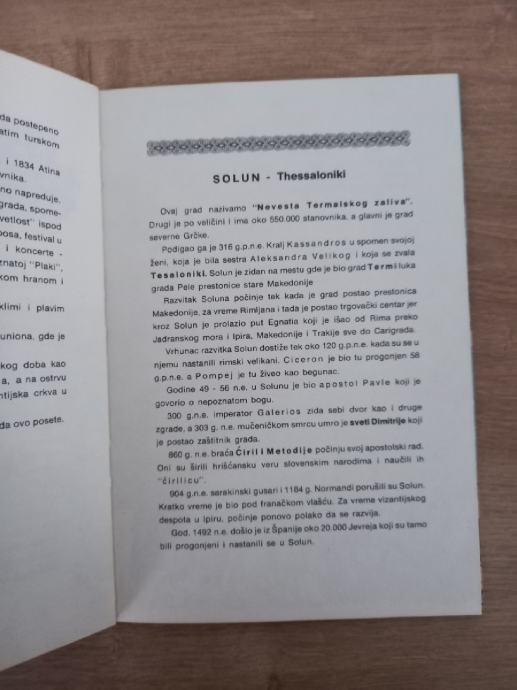 da postepeno
atim turskom
i 1834 Atina
vnika.
no napreduje,
grada, spome-
vetlost" ispod
posa, festival u
i koncerte -
znatoj "Plaki",
kom hranom i
klimi i plavim
uniona, gde je
kog doba kao
a, a na ostrvu
ntijska crkva u
da ovo posete.
SOLUN - Thessaloniki
Ovaj grad nazivamo "Nevesta Termalskog zaliva".
Drugi je po veličini i ima oko 550.000 stanovnika, a glavni je grad
severne Grčke.
Podigao ga je 316 g.p.n.e. Kralj Kassandros u spomen svojoj
ženi, koja je bila sestra Aleksandra Velikog i koja se zvala
Tesaloniki. Solun je zidan na mestu gde je bio grad Termi luka
grada Pele prestonice stare Makedonije
Razvitak Soluna počinje tek kada je grad postao prestonica
Makedonije, za vreme Rimljana i tada je postao trgovački centar jer
kroz Solun je prolazio put Egnatia koji je išao od Rima preko
Jadranskog mora i Ipira, Makedonije i Trakije sve do Carigrada.
Vrhunac razvitka Solun dostiže tek oko 120 g.p.n.e. kada su se u
njemu nastanili rimski velikani. Ciceron je bio tu progonjen 58
g.p.n.e. a Pompej je tu živeo kao begunac.
Godine 49 - 56 n.e. u Solunu je bio apostol Pavle koji je
govorio o nepoznatom bogu.
300 g.n.e. imperator Galerios zida sebi dvor kao i druge
zgrade, a 303 g. n.e. mučeničkom smrcu umro je sveti Dimitrije koji
je postao zaštitnik grada.
860 g. n.e. braća Ćiril i Metodije počinju svoj apostolski rad.
Oni su širili hrišćansku veru slovenskim narodima i naučili ih
"ćirilicu".
904 g.n.e. sarakinski gusari i 1184 g. Normandi porušili su Solun.
Kratko vreme je bio pod franačkom vlašću. Za vreme vizantijskog
despota u Ipiru, počinje ponovo polako da se razvija.
God. 1492 n.e. došlo je iz Španije oko 20.000 Jevreja koji su tamo
bili progonjeni i nastanili se u Solun.